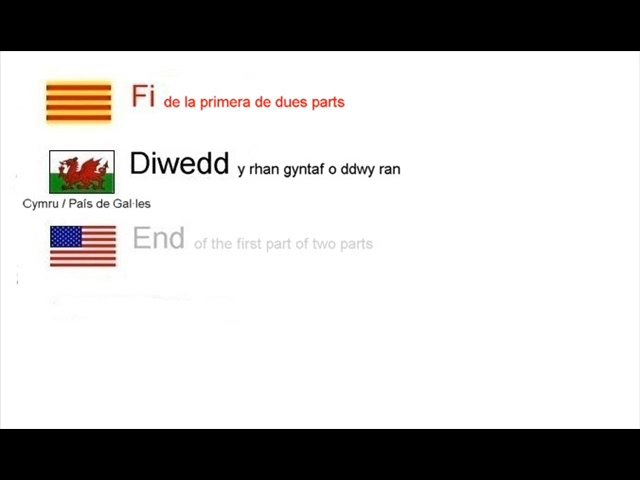 Fi de la primera de dues parts
Diwedd y rhan gyntaf o ddwy ran
Cymru / País de Gal·les
End of the first part of two parts